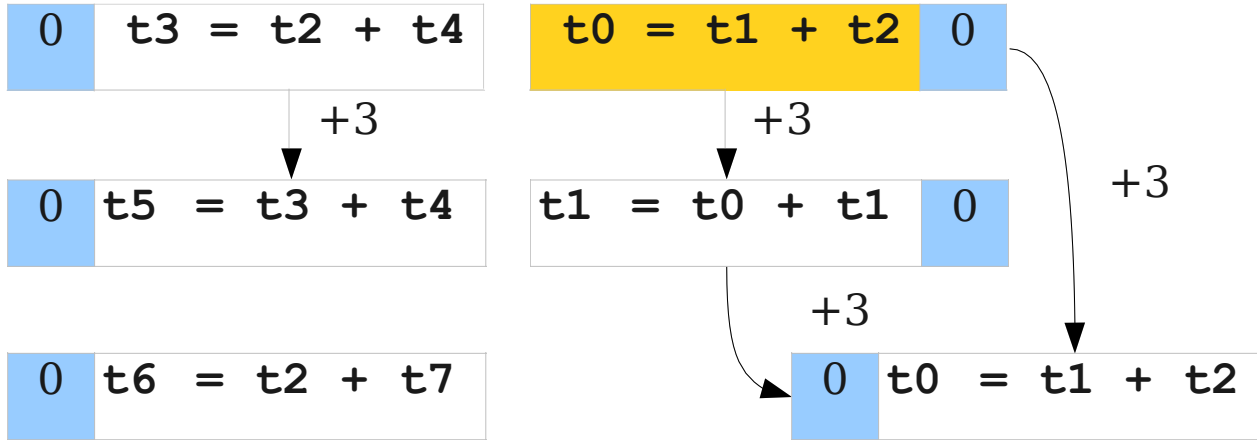 0 t3 = t2 + t4
t0 = t1 + t2 0
+3
+3
+3
0 t5 = t3 + t4
t1 = t0 + t1 0
+3
0 t6 = t2 + t7
0 t0 = t1 + t2